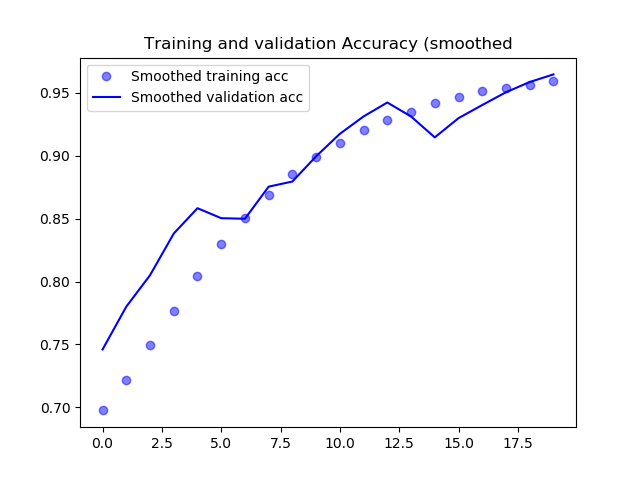 Training and validation Accuracy (smoothed
Smoothed training acc
Smoothed validation acc
0.95
0.90
0.85
0.80
0.75
0.70
0.0 2.5 5.0 7.5 10.0 12.5 15.0 17.5